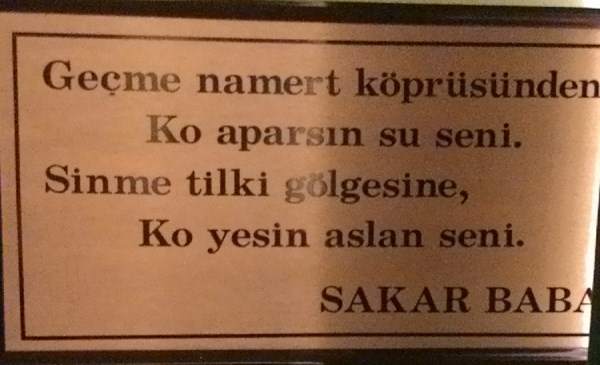 Geçme namert köprüsünden
Ko aparsın su seni.
Sinme tilki gölgesine,
Ko yesin aslan seni.
SAKAR BABA